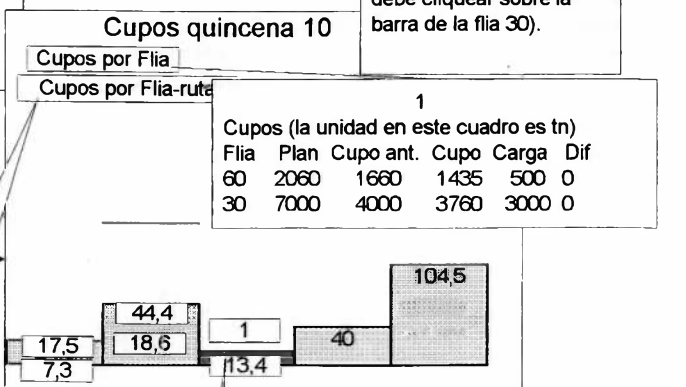 debe cliquear sobre la
barra de la flia 30).
Cupos quincena 10
Cupos por Flia
Cupos por Flia-ruta
1
Cupos (la unidad en este cuadro es tn)
Flia Plan Cupo ant. Cupo Carga Dif
60 2060 1660 1435 500 0
30 7000 4000 3760 3000 0
104,5
44,4
1
40
17,5
18,6
7,3
13,4